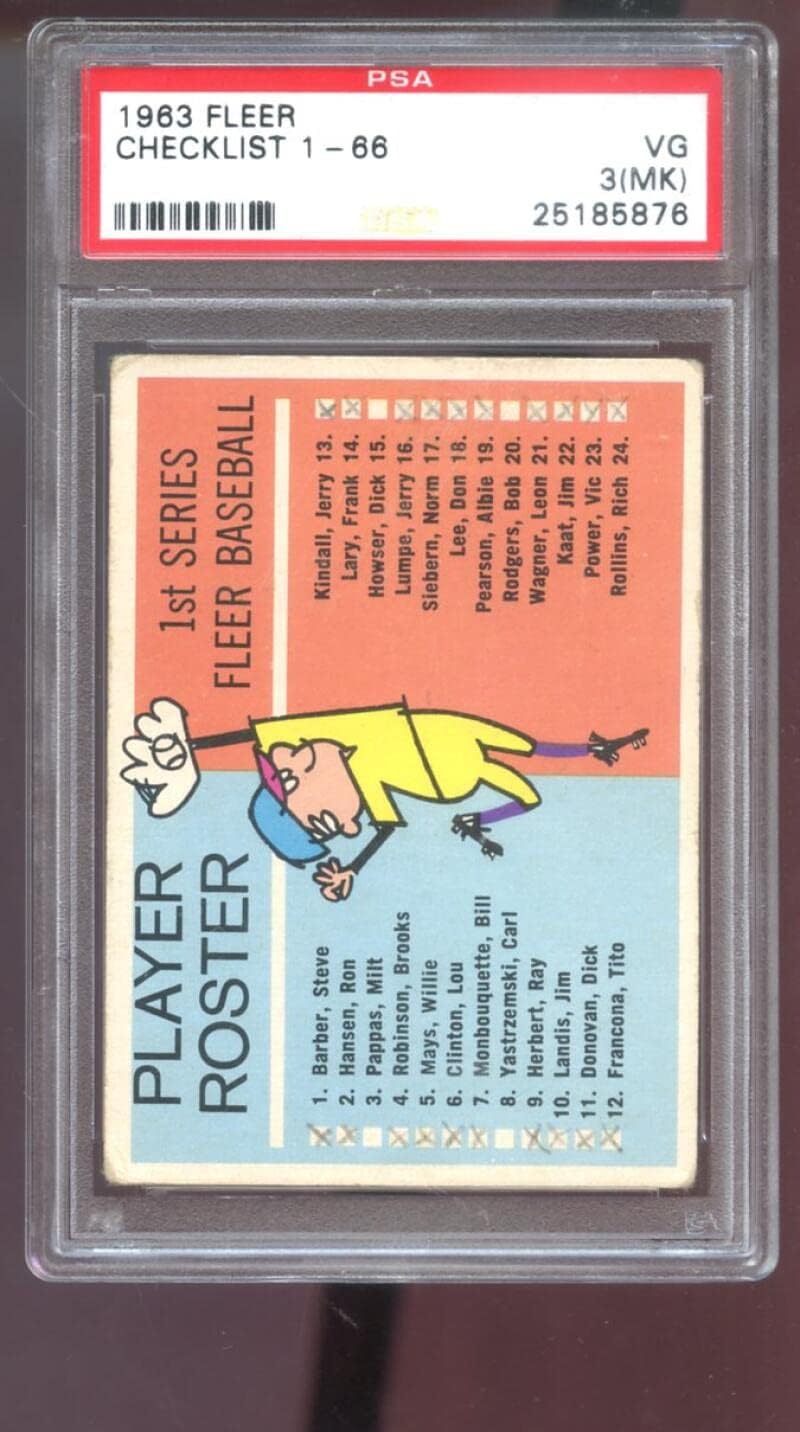 PSA
1963 FLEER
CHECKLIST 1 - 66
VG
3(MK)
25185876
PLAYER
ROSTER
1st SERIES
FLEER BASEBALL
1. Barber, Steve
2. Hansen, Ron
3. Pappas, Milt
4. Robinson, Brooks
5. Mays, Willie
6. Clinton, Lou
7. Monbouquette, Bill
8. Yastrzemski, Carl
9. Herbert, Ray
10. Landis, Jim
11. Donovan, Dick
12. Francona, Tito
Kindall, Jerry 13.
Lary, Frank 14.
Howser, Dick 15.
Lumpe, Jerry 16.
Siebern, Norm 17.
Lee, Don 18.
Pearson, Albie 19.
Rodgers, Bob 20.
Wagner, Leon 21.
Kaat, Jim 22.
Power, Vic 23.
Rollins, Rich 24.